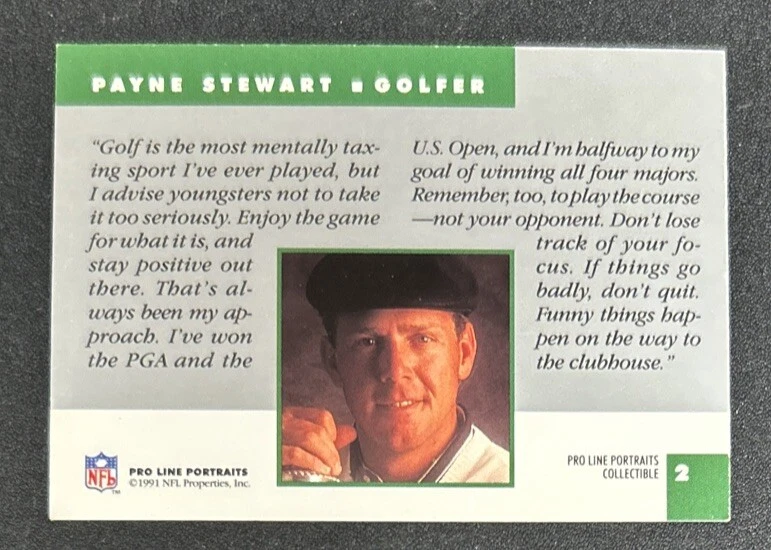 PAYNE STEWART ■ GOLFER
"Golf is the most mentally tax-
ing sport I've ever played, but
I advise youngsters not to take
it too seriously. Enjoy the game
for what it is, and
stay positive out
there. That's al-
ways been my ap-
proach. I've won
the PGA and the
U.S. Open, and I'm halfway to my
goal of winning all four majors.
Remember, too, to play the course
—not your opponent. Don't lose
track of your fo-
cus. If things go
badly, don't quit.
Funny things hap-
pen on the way to
the clubhouse."
NFL
TM
PRO LINE PORTRAITS
©1991 NFL Properties, Inc.
PRO LINE PORTRAITS
COLLECTIBLE
2